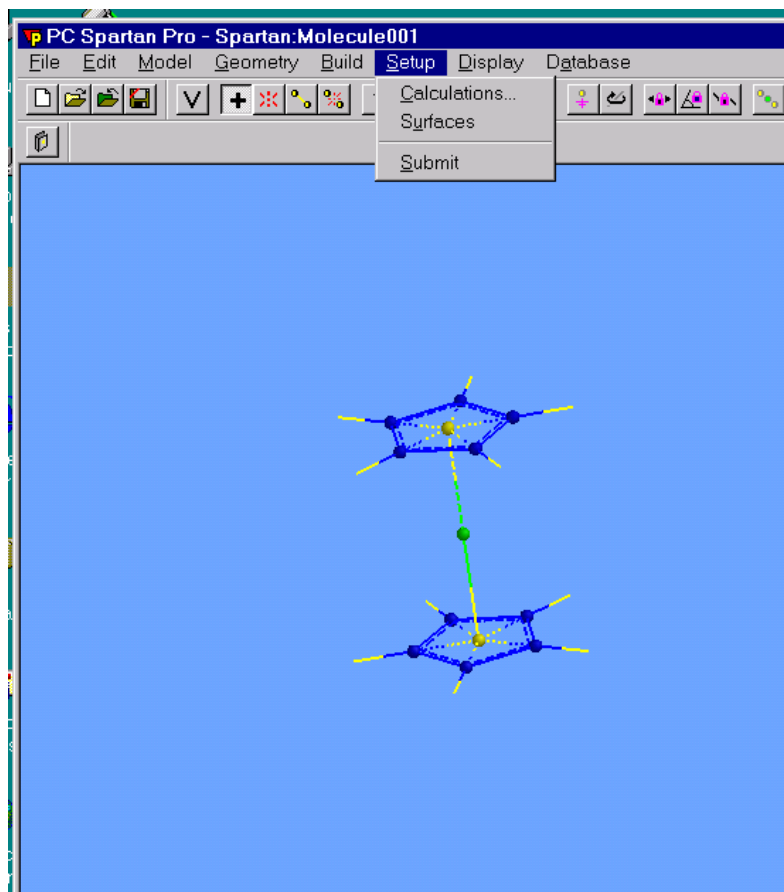 PC Spartan Pro - Spartan:Molecule001
File Edit Model Geometry Build Setup Display Database
V
Calculations...
Surfaces
Submit